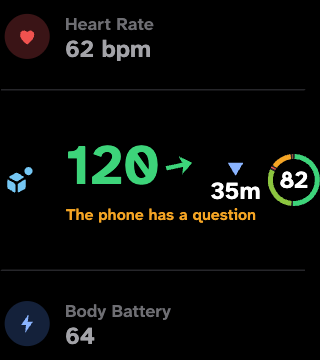 Heart Rate
62 bpm
120
35m
82
The phone has a question
Body Battery
64